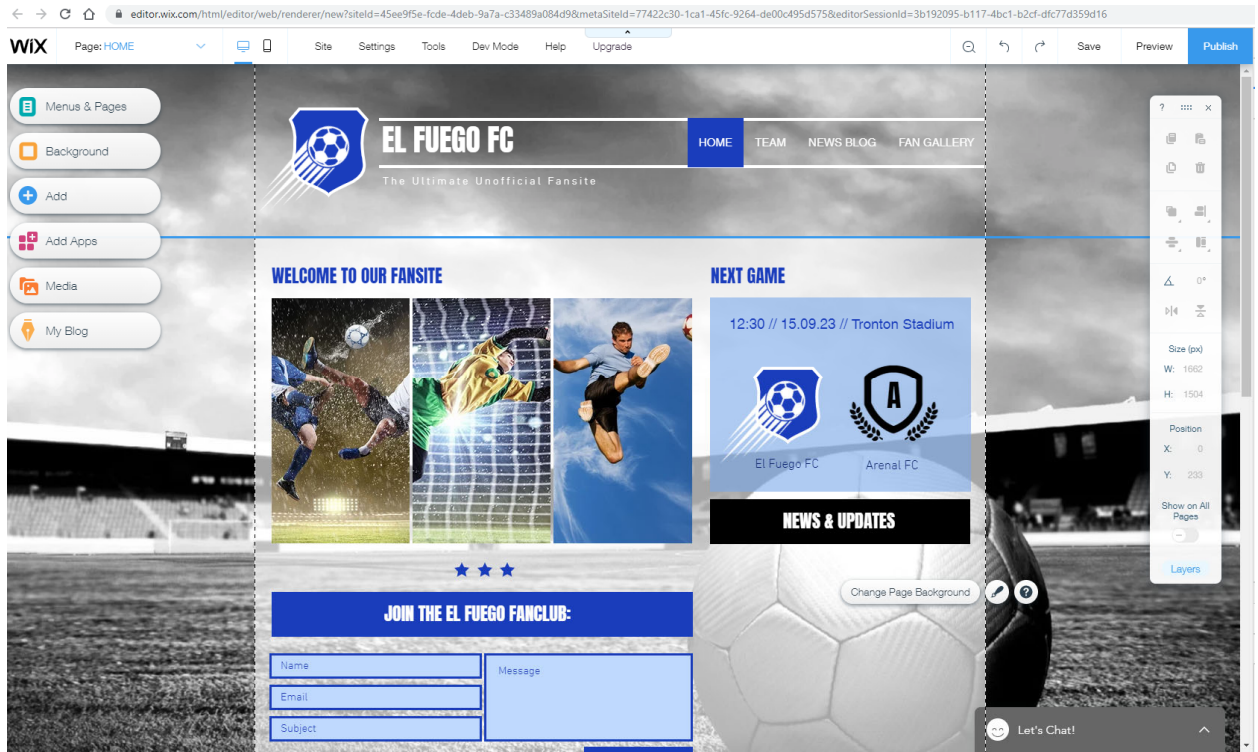 editor.wix.com/html/editor/web/renderer/new?siteId=45ee9f5e-fcde-4deb-9a7a-c33489a084d9&metaSiteId=77422c30-1ca1-45fc-9264-de00c495d575&editorSessionId=3b192095-b117-4bc1-b2cf-dfc77d359d16
WiX Page: HOME Site Settings Tools Dev Mode Help Upgrade Save Preview Publish
Menus & Pages
Background
Add
Add Apps
Media
My Blog
EL FUEGO FC
The Ultimate Unofficial Fansite
HOME TEAM NEWS BLOG FAN GALLERY
WELCOME TO OUR FANSITE
NEXT GAME
12:30 // 15.09.23 // Tronton Stadium
A
El Fuego FC Arenal FC
NEWS & UPDATES
JOIN THE EL FUEGO FANCLUB:
Name
Email
Subject
Message
Change Page Background
?
? x
0°
Size (px)
W: 1662
H: 1504
Position
X: 0
Y: 233
Show on All
Pages
Layers
Let's Chat!